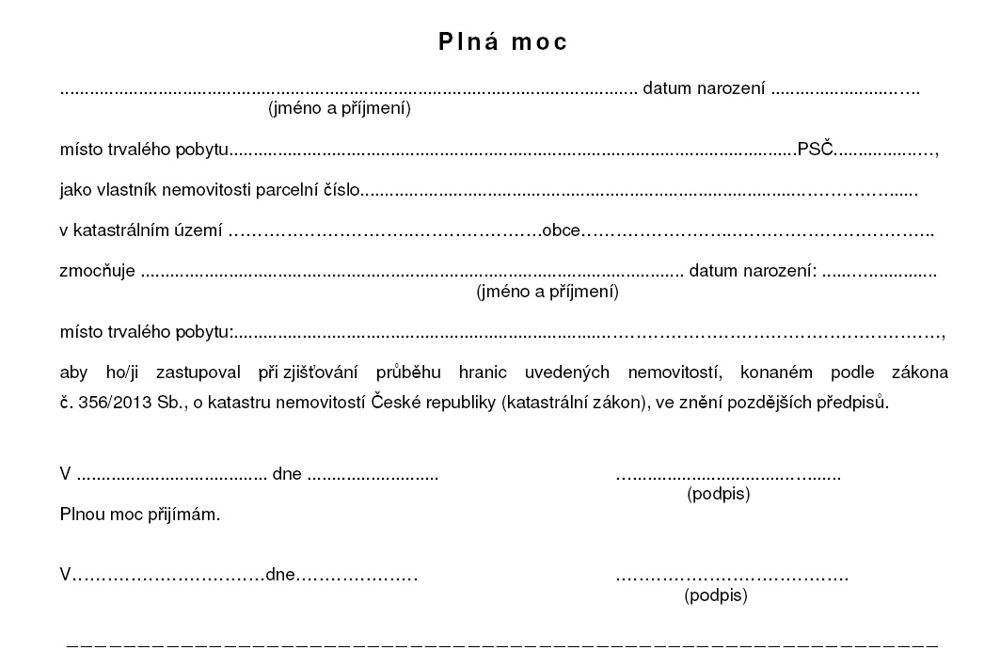 Plná moc
........................................................................................................................ datum narození ..............................
(jméno a příjmení)
místo trvalého pobytu....................................................................................................................PSČ.....................,
jako vlastník nemovitosti parcelní číslo..................................................................................................................
v katastrálním území ……………………………..…………………obce……………………..…………………………..
zmocňuje ................................................................................................................ datum narození: ........................
(jméno a příjmení)
místo trvalého pobytu:..............................................................................………………………………………………,
aby ho/ji zastupoval při zjišťování průběhu hranic uvedených nemovitostí, konaném podle zákona
č. 356/2013 Sb., o katastru nemovitostí České republiky (katastrální zákon), ve znění pozdějších předpisů.
V ....................................... dne ........................... ….............................................
(podpis)
Plnou moc přijímám.
V……………………………dne………………… …………………………………
(podpis)
_ _ _ _ _ _ _ _ _ _ _ _ _ _ _ _ _ _ _ _ _ _ _ _ _ _ _ _ _ _ _ _ _ _ _ _ _ _ _ _ _ _ _ _ _ _